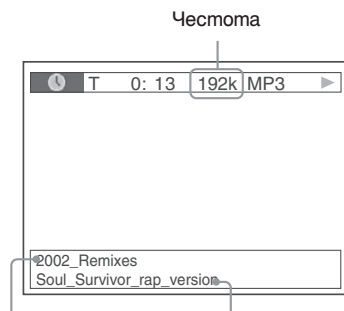 Честота
T 0: 13 192k MP3
2002_Remixes
Soul_Survivor_rap_version